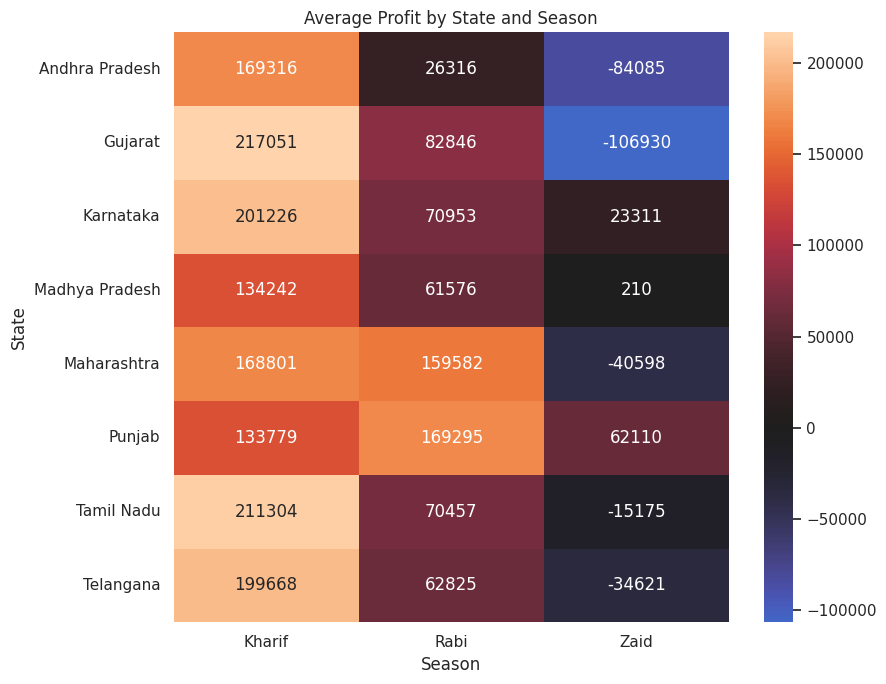 Average Profit by State and Season
State
Andhra Pradesh 169316 26316 -84085
Gujarat 217051 82846 -106930
Karnataka 201226 70953 23311
Madhya Pradesh 134242 61576 210
Maharashtra 168801 159582 -40598
Punjab 133779 169295 62110
Tamil Nadu 211304 70457 -15175
Telangana 199668 62825 -34621
Kharif Rabi Zaid
Season
200000
150000
100000
50000
0
−50000
−100000